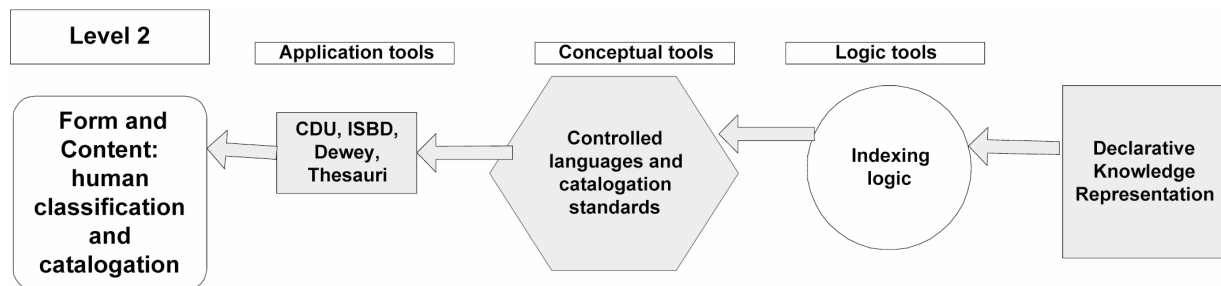 Level 2
Application tools
Conceptual tools
Logic tools
Form and
Content:
human
classification
and
catalogation
CDU, ISBD,
Dewey,
Thesauri
Controlled
languages and
catalogation
standards
Indexing
logic
Declarative
Knowledge
Representation